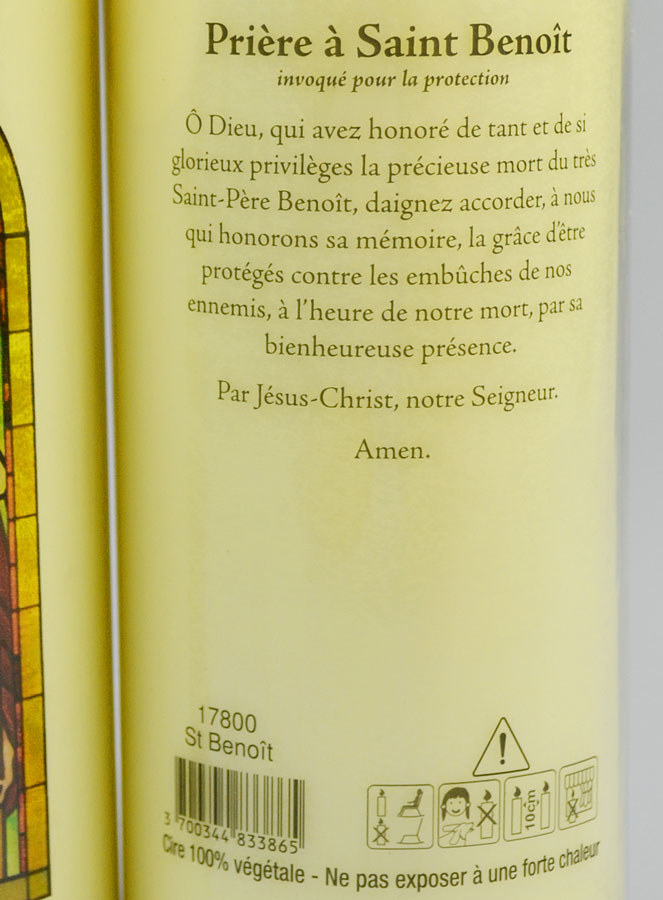 Prière à Saint Benoît
invoqué pour la protection
Ô Dieu, qui avez honoré de tant et de si
glorieux privilèges la précieuse mort du très
Saint-Père Benoît, daignez accorder, à nous
qui honorons sa mémoire, la grâce d'être
protégés contre les embûches de nos
ennemis, à l'heure de notre mort, par sa
bienheureuse présence.
Par Jésus-Christ, notre Seigneur.
Amen.
17800
St Benoît
3 700344 833865
!
10cm
Cire 100% végétale - Ne pas exposer à une forte chaleur